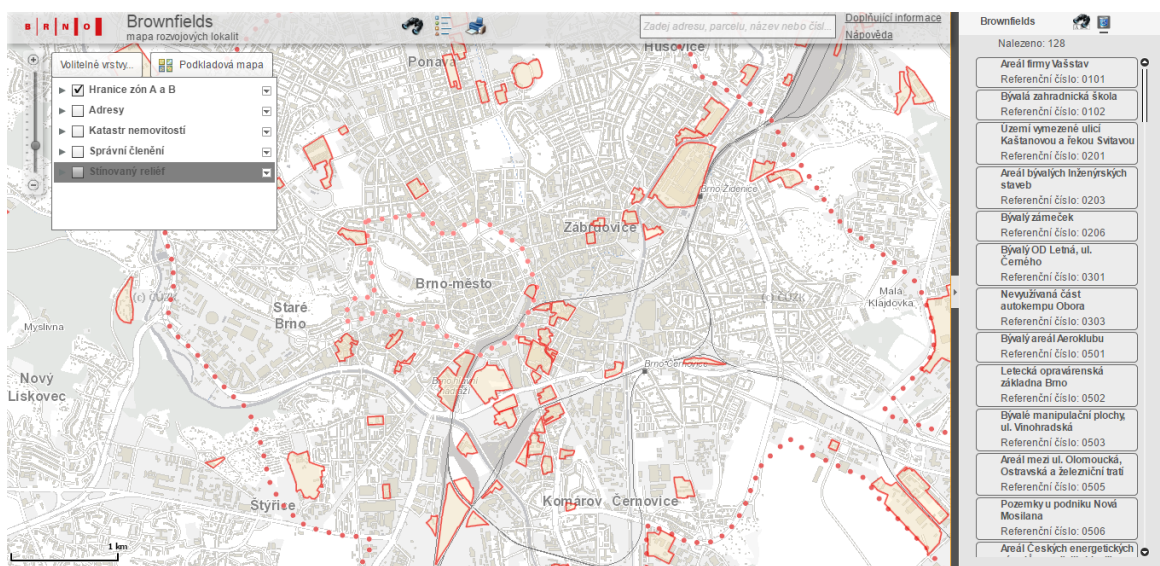 BRNO
Brownfields
mapa rozvojových lokalit
Zadej adresu, parcelu, název nebo čísl...
Doplňující informace
Nápověda
Volitelné vrstvy...
Podkladová mapa
Hranice zón A a B
Adresy
Katastr nemovitostí
Správní členění
Stínovaný reliéf
Ponava
Husovice
Brno-Židenice
Zábrdovice
Brno-město
(c) ČÚZK
(c) ČÚZK
Malá
Klajdovka
Staré
Brno
Myslivna
Brno-Černovice
Brno hlavní
nádraží
Nový
Lískovec
Štýřice
Komárov
Černovice
1 km
Brownfields
Nalezeno: 128
Areál firmy Vašstav
Referenční číslo: 0101
Bývalá zahradnická škola
Referenční číslo: 0102
Území vymezené ulicí
Kaštanovou a řekou Svitavou
Referenční číslo: 0201
Areál bývalých Inženýrských
staveb
Referenční číslo: 0203
Bývalý zámeček
Referenční číslo: 0206
Bývalý OD Letná, ul.
Černého
Referenční číslo: 0301
Nevyužívaná část
autokempu Obora
Referenční číslo: 0303
Bývalý areál Aeroklubu
Referenční číslo: 0501
Letecká opravárenská
základna Brno
Referenční číslo: 0502
Bývalé manipulační plochy,
ul. Vinohradská
Referenční číslo: 0503
Areál mezi ul. Olomoucká,
Ostravská a železniční tratí
Referenční číslo: 0505
Pozemky u podniku Nová
Mosilana
Referenční číslo: 0506
Areál Českých energetických